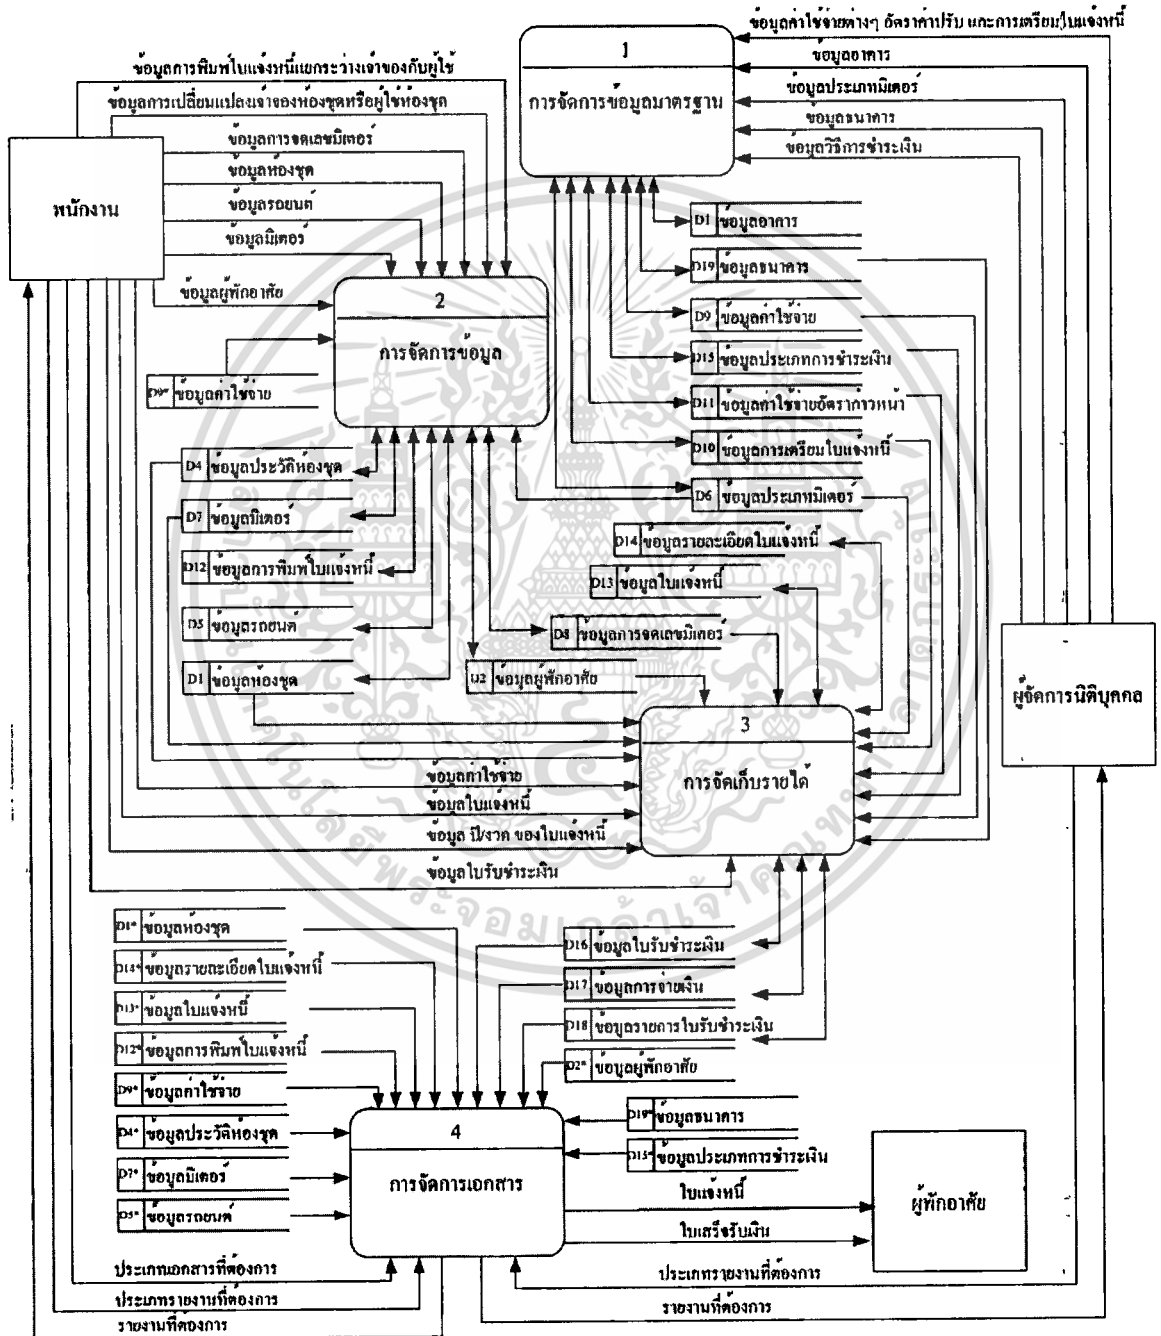 ข้อมูลค่าใช้จ่ายต่างๆ อัตราค่าปรับ และการเตรียมใบแจ้งหนี้
ข้อมูลอาคาร
ข้อมูลประเภทมิเตอร์
ข้อมูลธนาคาร
ข้อมูลวิธีการชำระเงิน
1
การจัดการข้อมูลมาตรฐาน
ข้อมูลการพิมพ์ใบแจ้งหนี้แยกระหว่างเจ้าของกับผู้ใช้
ข้อมูลการเปลี่ยนแปลงเจ้าของห้องชุดหรือผู้ใช้ห้องชุด
ข้อมูลการจดเลขมิเตอร์
ข้อมูลห้องชุด
ข้อมูลรถยนต์
ข้อมูลมิเตอร์
ข้อมูลผู้พักอาศัย
พนักงาน
2
การจัดการข้อมูล
D9* ข้อมูลค่าใช้จ่าย
D1 ข้อมูลอาคาร
D19 ข้อมูลธนาคาร
D9 ข้อมูลค่าใช้จ่าย
D15 ข้อมูลประเภทการชำระเงิน
D11 ข้อมูลค่าใช้จ่ายอัตราก้าวหน้า
D10 ข้อมูลการเตรียมใบแจ้งหนี้
D6 ข้อมูลประเภทมิเตอร์
D4 ข้อมูลประวัติห้องชุด
D7 ข้อมูลมิเตอร์
D12 ข้อมูลการพิมพ์ใบแจ้งหนี้
D5 ข้อมูลรถยนต์
D1 ข้อมูลห้องชุด
D14 ข้อมูลรายละเอียดใบแจ้งหนี้
D13 ข้อมูลใบแจ้งหนี้
D8 ข้อมูลการจดเลขมิเตอร์
D2 ข้อมูลผู้พักอาศัย
ผู้จัดการนิติบุคคล
3
การจัดเก็บรายได้
ข้อมูลค่าใช้จ่าย
ข้อมูลใบแจ้งหนี้
ข้อมูล ปี/งวด ของใบแจ้งหนี้
ข้อมูลใบรับชำระเงิน
D1* ข้อมูลห้องชุด
D14* ข้อมูลรายละเอียดใบแจ้งหนี้
D13* ข้อมูลใบแจ้งหนี้
D12* ข้อมูลการพิมพ์ใบแจ้งหนี้
D9* ข้อมูลค่าใช้จ่าย
D4* ข้อมูลประวัติห้องชุด
D7* ข้อมูลมิเตอร์
D5* ข้อมูลรถยนต์
D16 ข้อมูลใบรับชำระเงิน
D17 ข้อมูลการจ่ายเงิน
D18 ข้อมูลรายการใบรับชำระเงิน
D2* ข้อมูลผู้พักอาศัย
D19* ข้อมูลธนาคาร
D15* ข้อมูลประเภทการชำระเงิน
4
การจัดการเอกสาร
ใบแจ้งหนี้
ใบเสร็จรับเงิน
ผู้พักอาศัย
ประเภทเอกสารที่ต้องการ
ประเภทรายงานที่ต้องการ
รายงานที่ต้องการ
ประเภทรายงานที่ต้องการ
รายงานที่ต้องการ